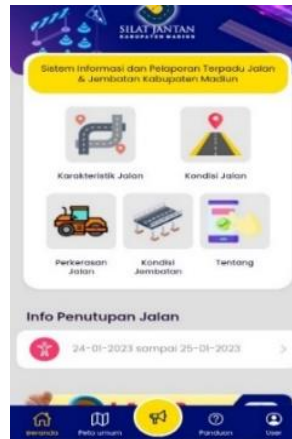 SILAT JANTAN
KABUPATEN MADIUN
Sistem Informasi dan Pelaporan Terpadu Jalan
& Jembatan Kabupaten Madiun
Karakteristik Jalan
Kondisi Jalan
Perkerasan
Jalan
Kondisi
Jembatan
Tentang
Info Penutupan Jalan
24-01-2023 sampai 25-01-2023
Beranda
Peta umum
Panduan
User